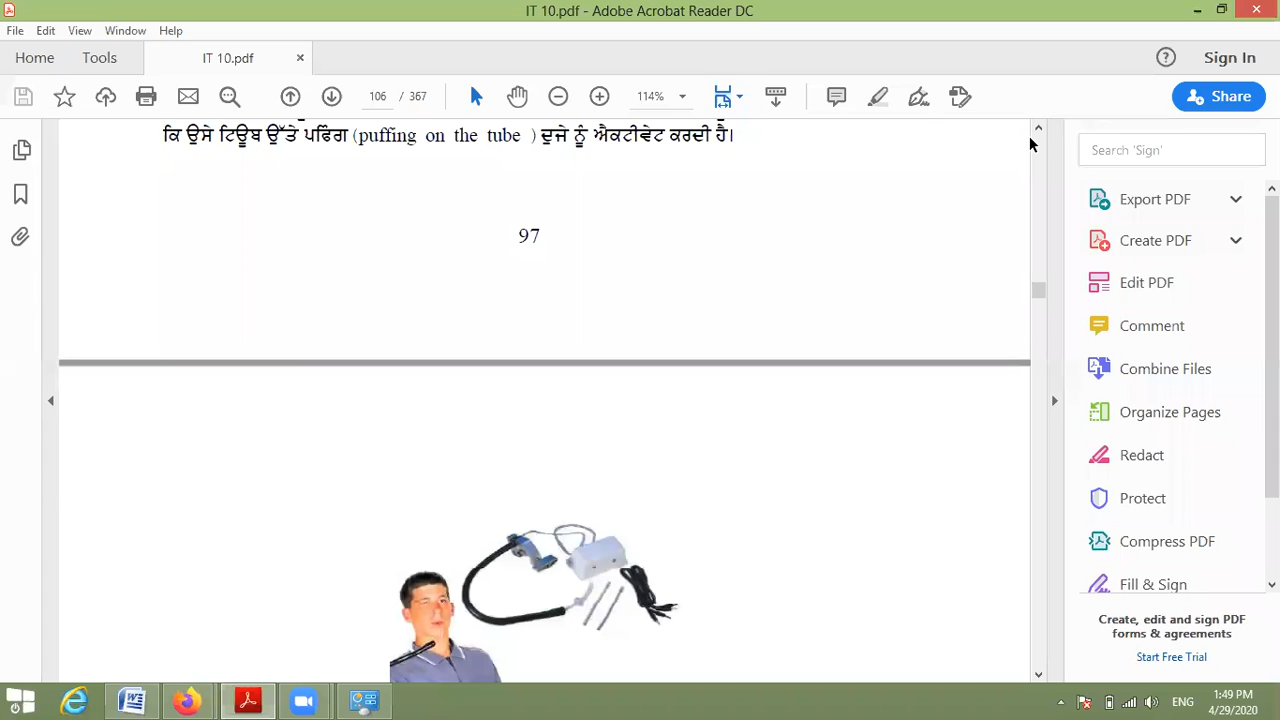 IT 10.pdf - Adobe Acrobat Reader DC
File Edit View Window Help
Home Tools IT 10.pdf × Sign In
106 / 367 114% Share
ਕਿ ਉਸੇ ਟਿਊਬ ਉੱਤੇ ਪਫਿੰਗ (puffing on the tube ) ਦੂਜੇ ਨੂੰ ਐਕਟੀਵੇਟ ਕਰਦੀ ਹੈ।
97
Search 'Sign'
Export PDF
Create PDF
Edit PDF
Comment
Combine Files
Organize Pages
Redact
Protect
Compress PDF
Fill & Sign
Create, edit and sign PDF
forms & agreements
Start Free Trial
ENG
1:49 PM
4/29/2020